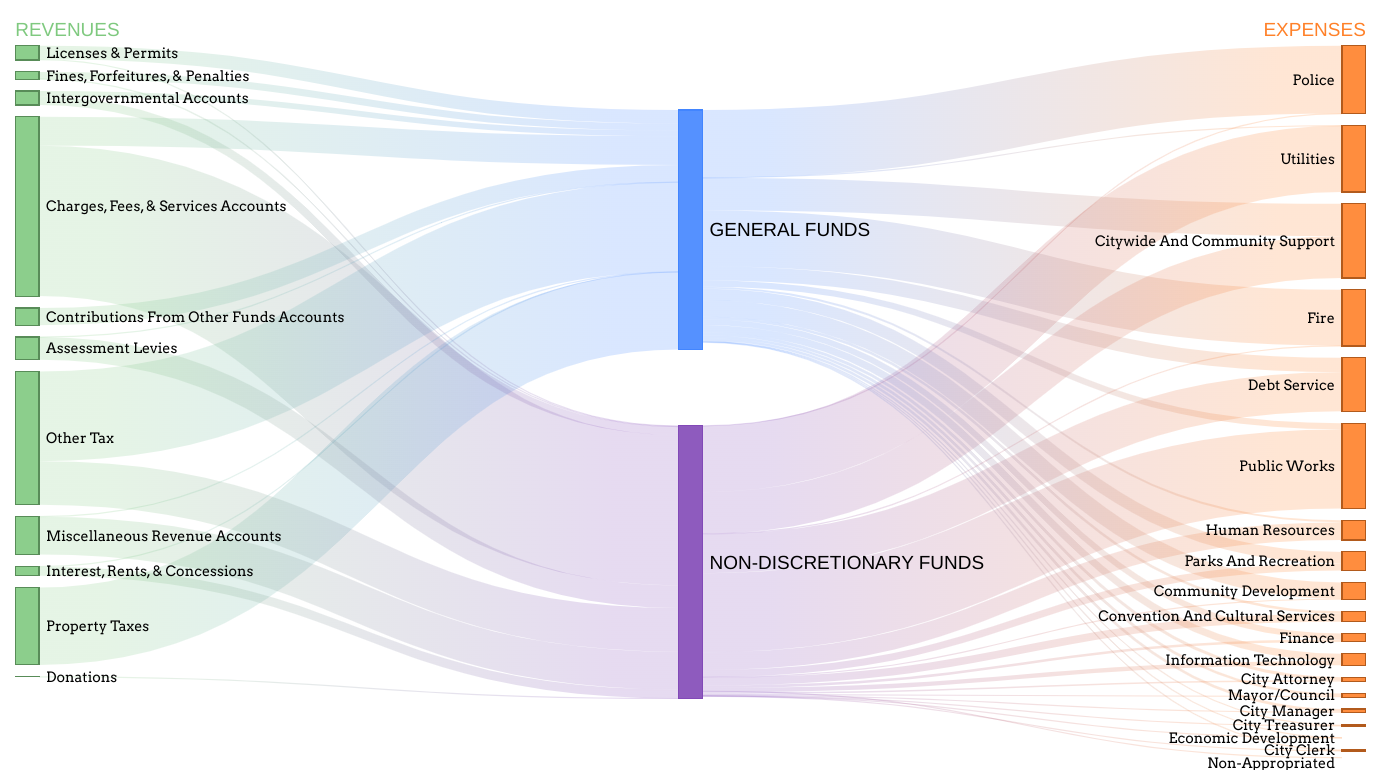 REVENUES
EXPENSES
Licenses & Permits
Fines, Forfeitures, & Penalties
Intergovernmental Accounts
Charges, Fees, & Services Accounts
Contributions From Other Funds Accounts
Assessment Levies
Other Tax
Miscellaneous Revenue Accounts
Interest, Rents, & Concessions
Property Taxes
Donations
GENERAL FUNDS
NON-DISCRETIONARY FUNDS
Police
Utilities
Citywide And Community Support
Fire
Debt Service
Public Works
Human Resources
Parks And Recreation
Community Development
Convention And Cultural Services
Finance
Information Technology
City Attorney
Mayor/Council
City Manager
City Treasurer
Economic Development
City Clerk
Non-Appropriated